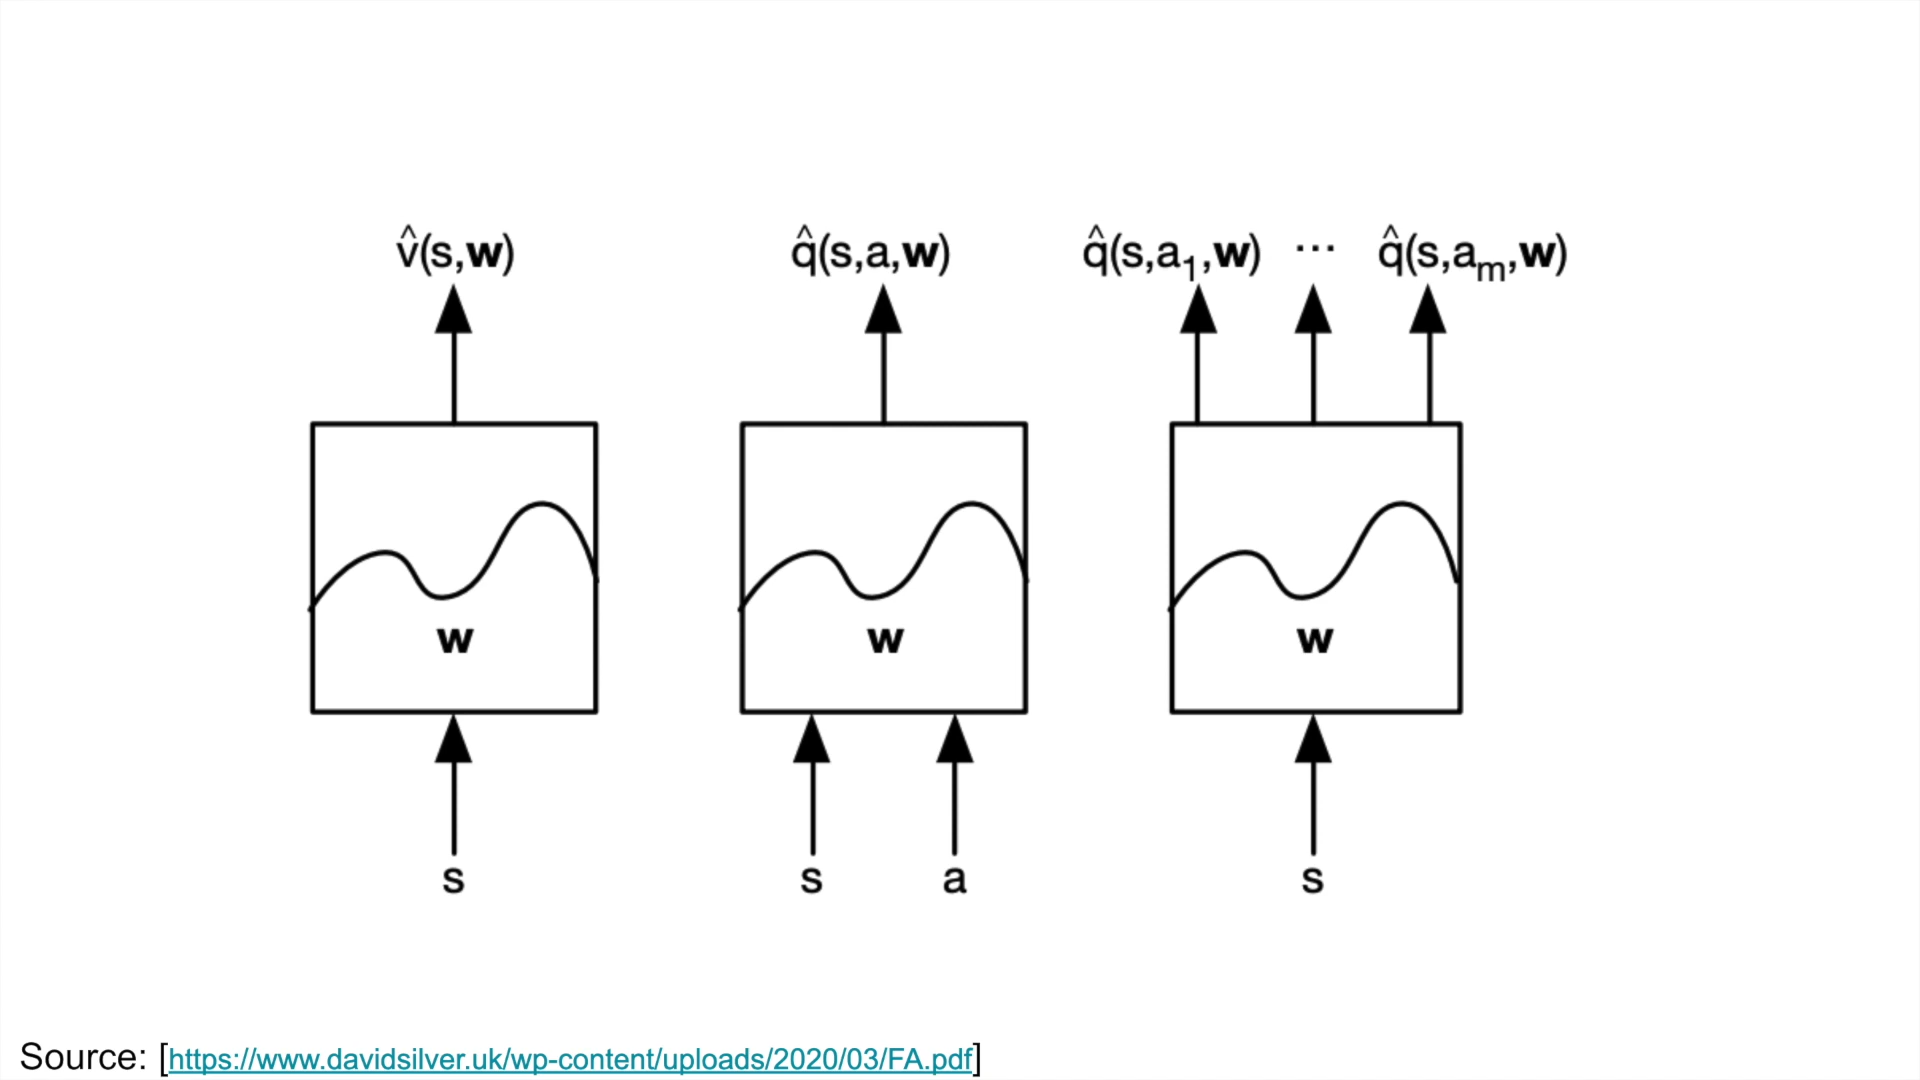 v̂(s,w)
q̂(s,a,w)
q̂(s,a₁,w) ··· q̂(s,aₘ,w)
w
w
w
s
s a
s
Source: [https://www.davidsilver.uk/wp-content/uploads/2020/03/FA.pdf]